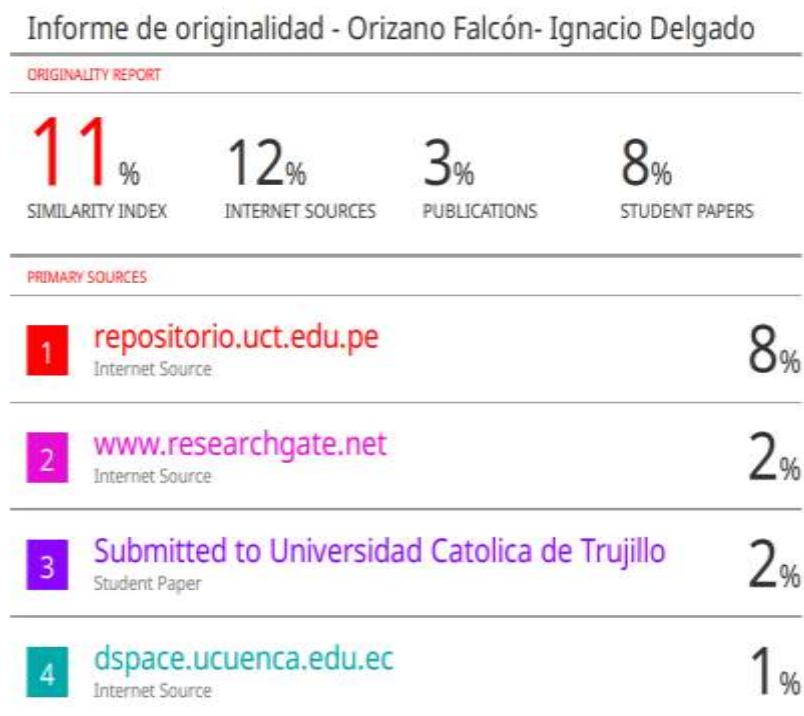 Informe de originalidad - Orizano Falcón- Ignacio Delgado
ORIGINALITY REPORT
11% 12% 3% 8%
SIMILARITY INDEX INTERNET SOURCES PUBLICATIONS STUDENT PAPERS
PRIMARY SOURCES
1 repositorio.uct.edu.pe 8%
Internet Source
2 www.researchgate.net 2%
Internet Source
3 Submitted to Universidad Catolica de Trujillo 2%
Student Paper
4 dspace.ucuenca.edu.ec 1%
Internet Source